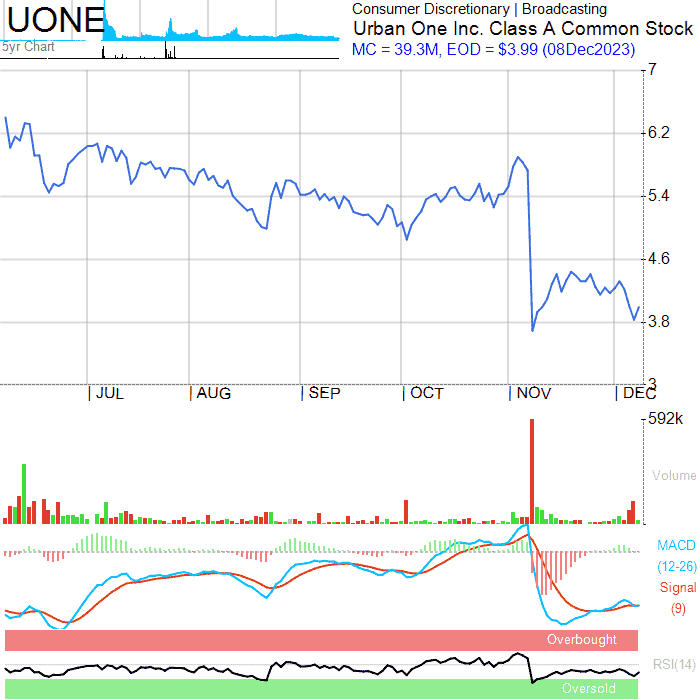 UONE
5yr Chart
Consumer Discretionary | Broadcasting
Urban One Inc. Class A Common Stock
MC = 39.3M, EOD = $3.99 (08Dec2023)
7
6.2
5.4
4.6
3.8
3
JUL AUG SEP OCT NOV DEC
592k
Volume
MACD
(12-26)
Signal
(9)
Overbought
RSI(14)
Oversold